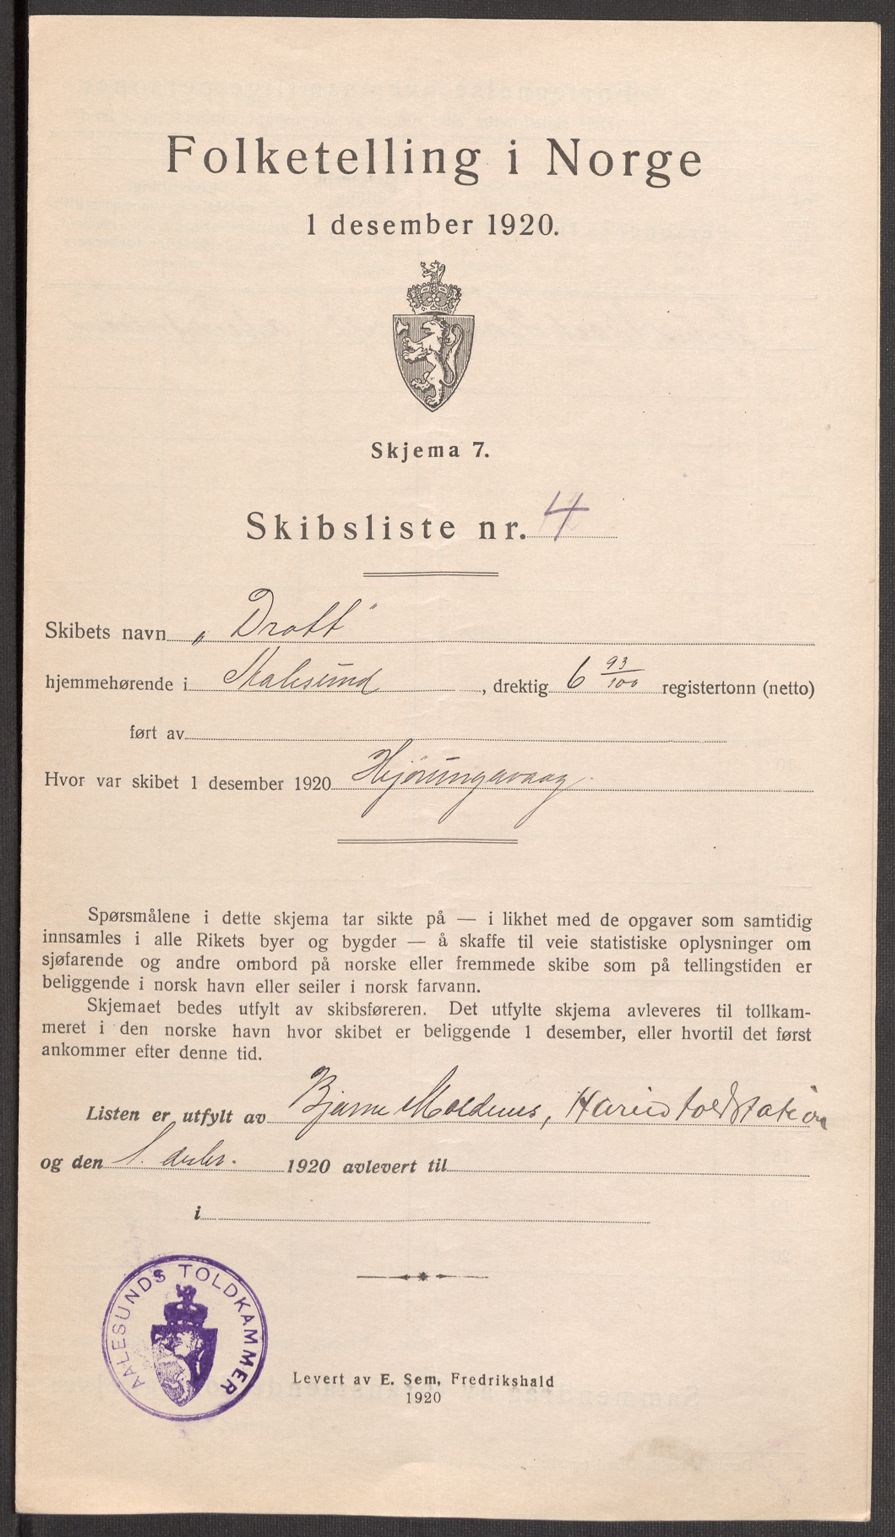 Folketelling i Norge
1 desember 1920.
Skjema 7.
Skibsliste nr. 4
Skibets navn „Drott"
hjemmehørende i Aalesund, drektig 6 93/100 registertonn (netto)
ført av
Hvor var skibet 1 desember 1920 Hjørungavaag.
Spørsmålene i dette skjema tar sikte på — i likhet med de opgaver som samtidig
innsamles i alle Rikets byer og bygder — å skaffe til veie statistiske oplysninger om
sjøfarende og andre ombord på norske eller fremmede skibe som på tellingstiden er
beliggende i norsk havn eller seiler i norsk farvann.
Skjemaet bedes utfylt av skibsføreren. Det utfylte skjema avleveres til tollkam-
meret i den norske havn hvor skibet er beliggende 1 desember, eller hvortil det først
ankommer efter denne tid.
Listen er utfylt av Bjarne Moldenes, Hareid toldstation
og den 1. desbr. 1920 avlevert til
i
AALESUNDS TOLDKAMMER
Levert av E. Sem, Fredrikshald
1920